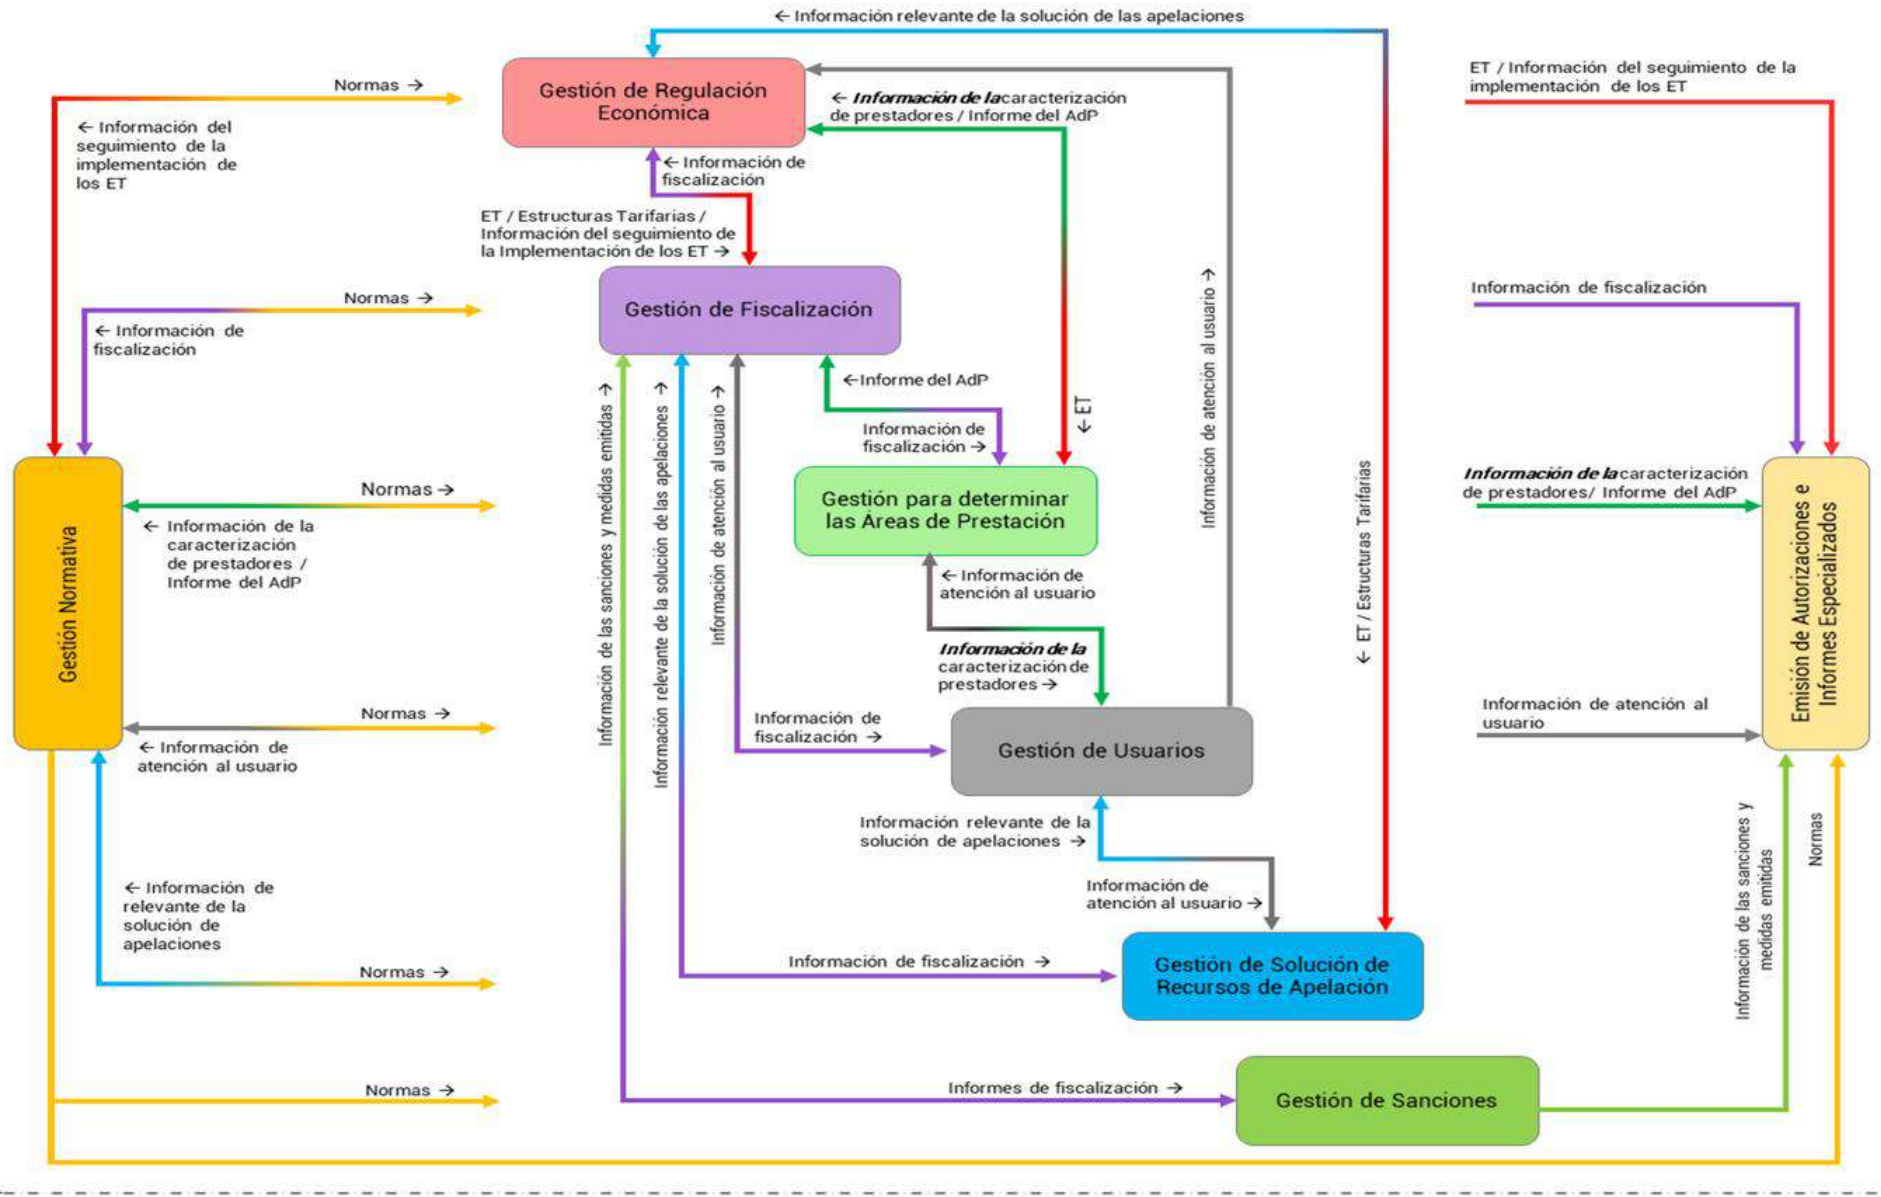 ← Información relevante de la solución de las apelaciones
Normas →
← Información del
seguimiento de la
implementación de
los ET
Gestión de Regulación
Económica
← Información de la caracterización
de prestadores / Informe del AdP
ET / Información del seguimiento de la
implementación de los ET
← Información de
fiscalización
ET / Estructuras Tarifarias /
Información del seguimiento de
la Implementación de los ET →
Normas →
← Información de
fiscalización
Gestión de Fiscalización
Información de fiscalización
Información de las sanciones y medidas emitidas →
Información relevante de la solución de las apelaciones →
Información de atención al usuario →
←Informe del AdP
Información de
fiscalización →
← ET
Información de atención al usuario →
← ET / Estructuras Tarifarias
Normas →
← Información de la
caracterización
de prestadores /
Informe del AdP
Gestión Normativa
Gestión para determinar
las Áreas de Prestación
Información de la caracterización
de prestadores/ Informe del AdP
Emisión de Autorizaciones e
Informes Especializados
← Información de
atención al usuario
Información de la
caracterización de
prestadores →
Normas →
← Información de
atención al usuario
Información de
fiscalización →
Gestión de Usuarios
Información de atención al
usuario
Información relevante de la
solución de apelaciones →
Información de
atención al usuario →
← Información de
relevante de la
solución de
apelaciones
Normas →
Información de fiscalización →
Gestión de Solución de
Recursos de Apelación
Información de las sanciones y
medidas emitidas
Normas
Normas →
Informes de fiscalización →
Gestión de Sanciones